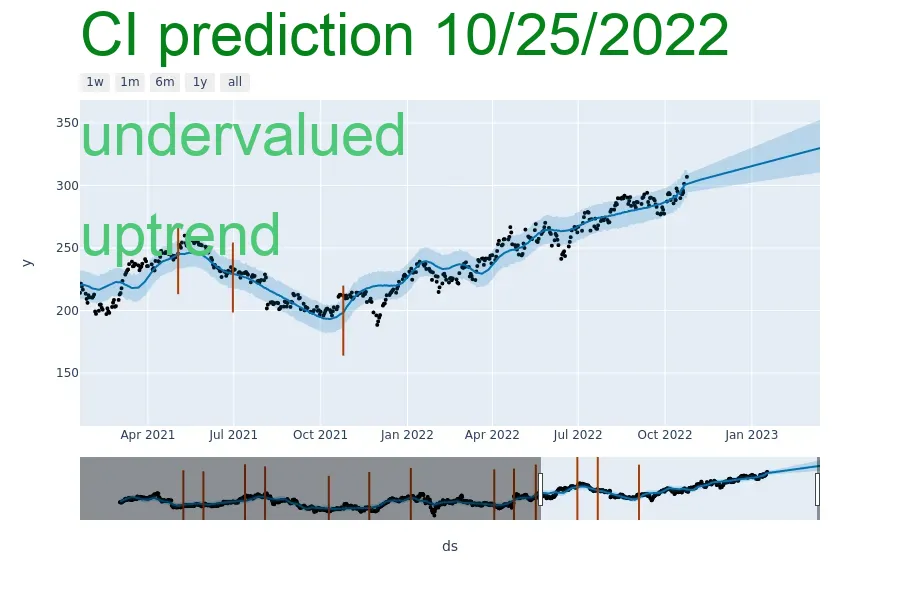 CI prediction 10/25/2022
1w 1m 6m 1y all
undervalued
uptrend
350
300
250
200
150
y
Apr 2021 Jul 2021 Oct 2021 Jan 2022 Apr 2022 Jul 2022 Oct 2022 Jan 2023
ds